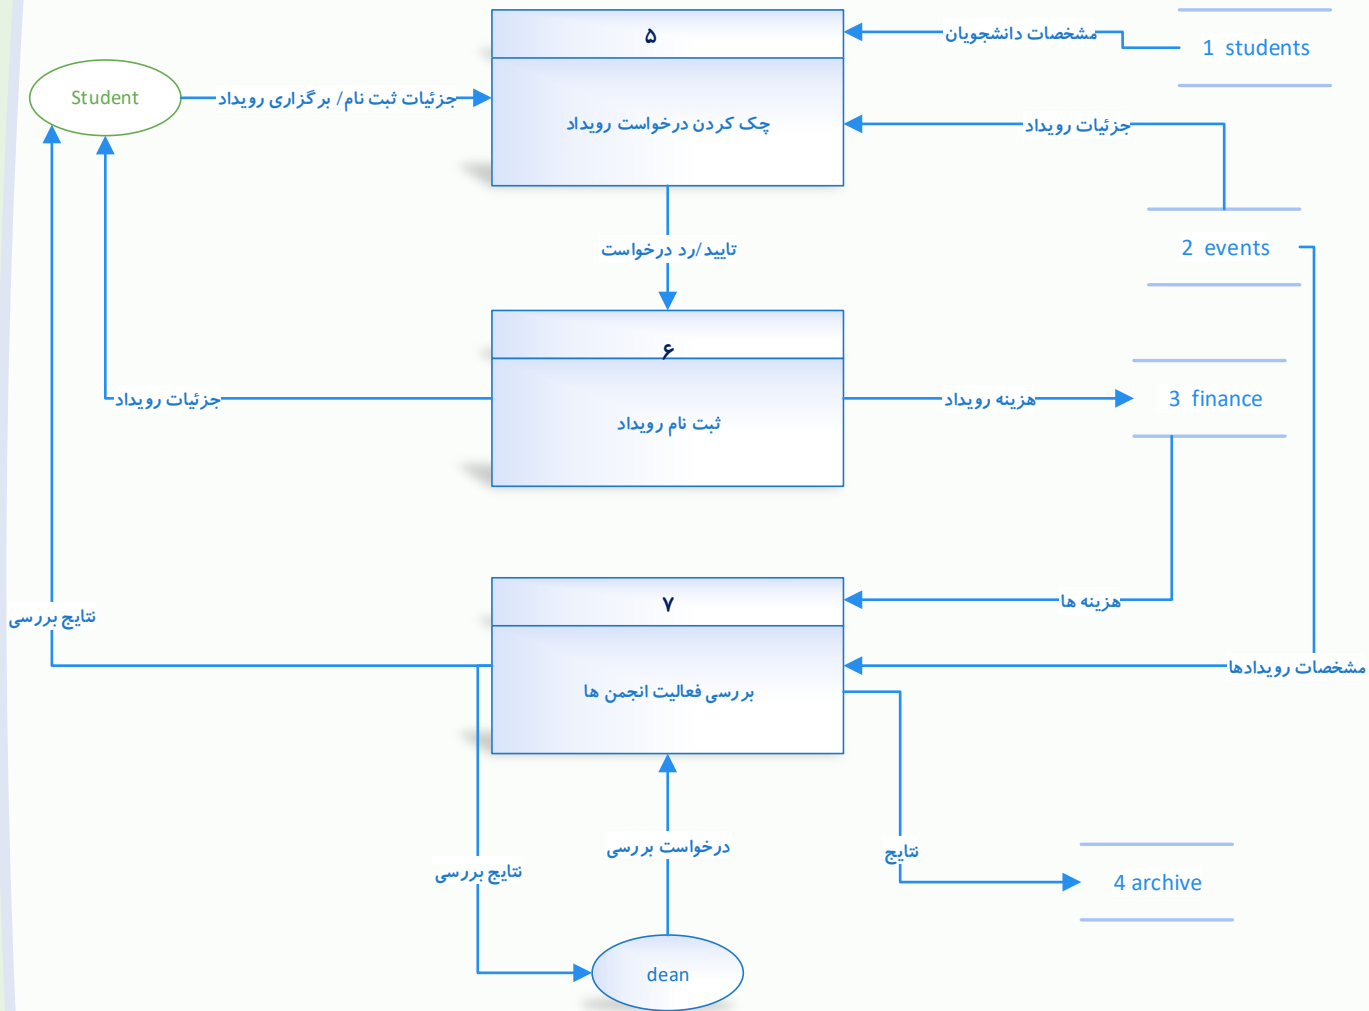 ۵
مشخصات دانشجویان
1 students
Student
جزئیات ثبت نام/ برگزاری رویداد
چک کردن درخواست رویداد
جزئیات رویداد
تایید/رد درخواست
2 events
۶
جزئیات رویداد
ثبت نام رویداد
هزینه رویداد
3 finance
۷
هزینه ها
نتایج بررسی
بررسی فعالیت انجمن ها
مشخصات رویدادها
نتایج بررسی
درخواست بررسی
نتایج
4 archive
dean